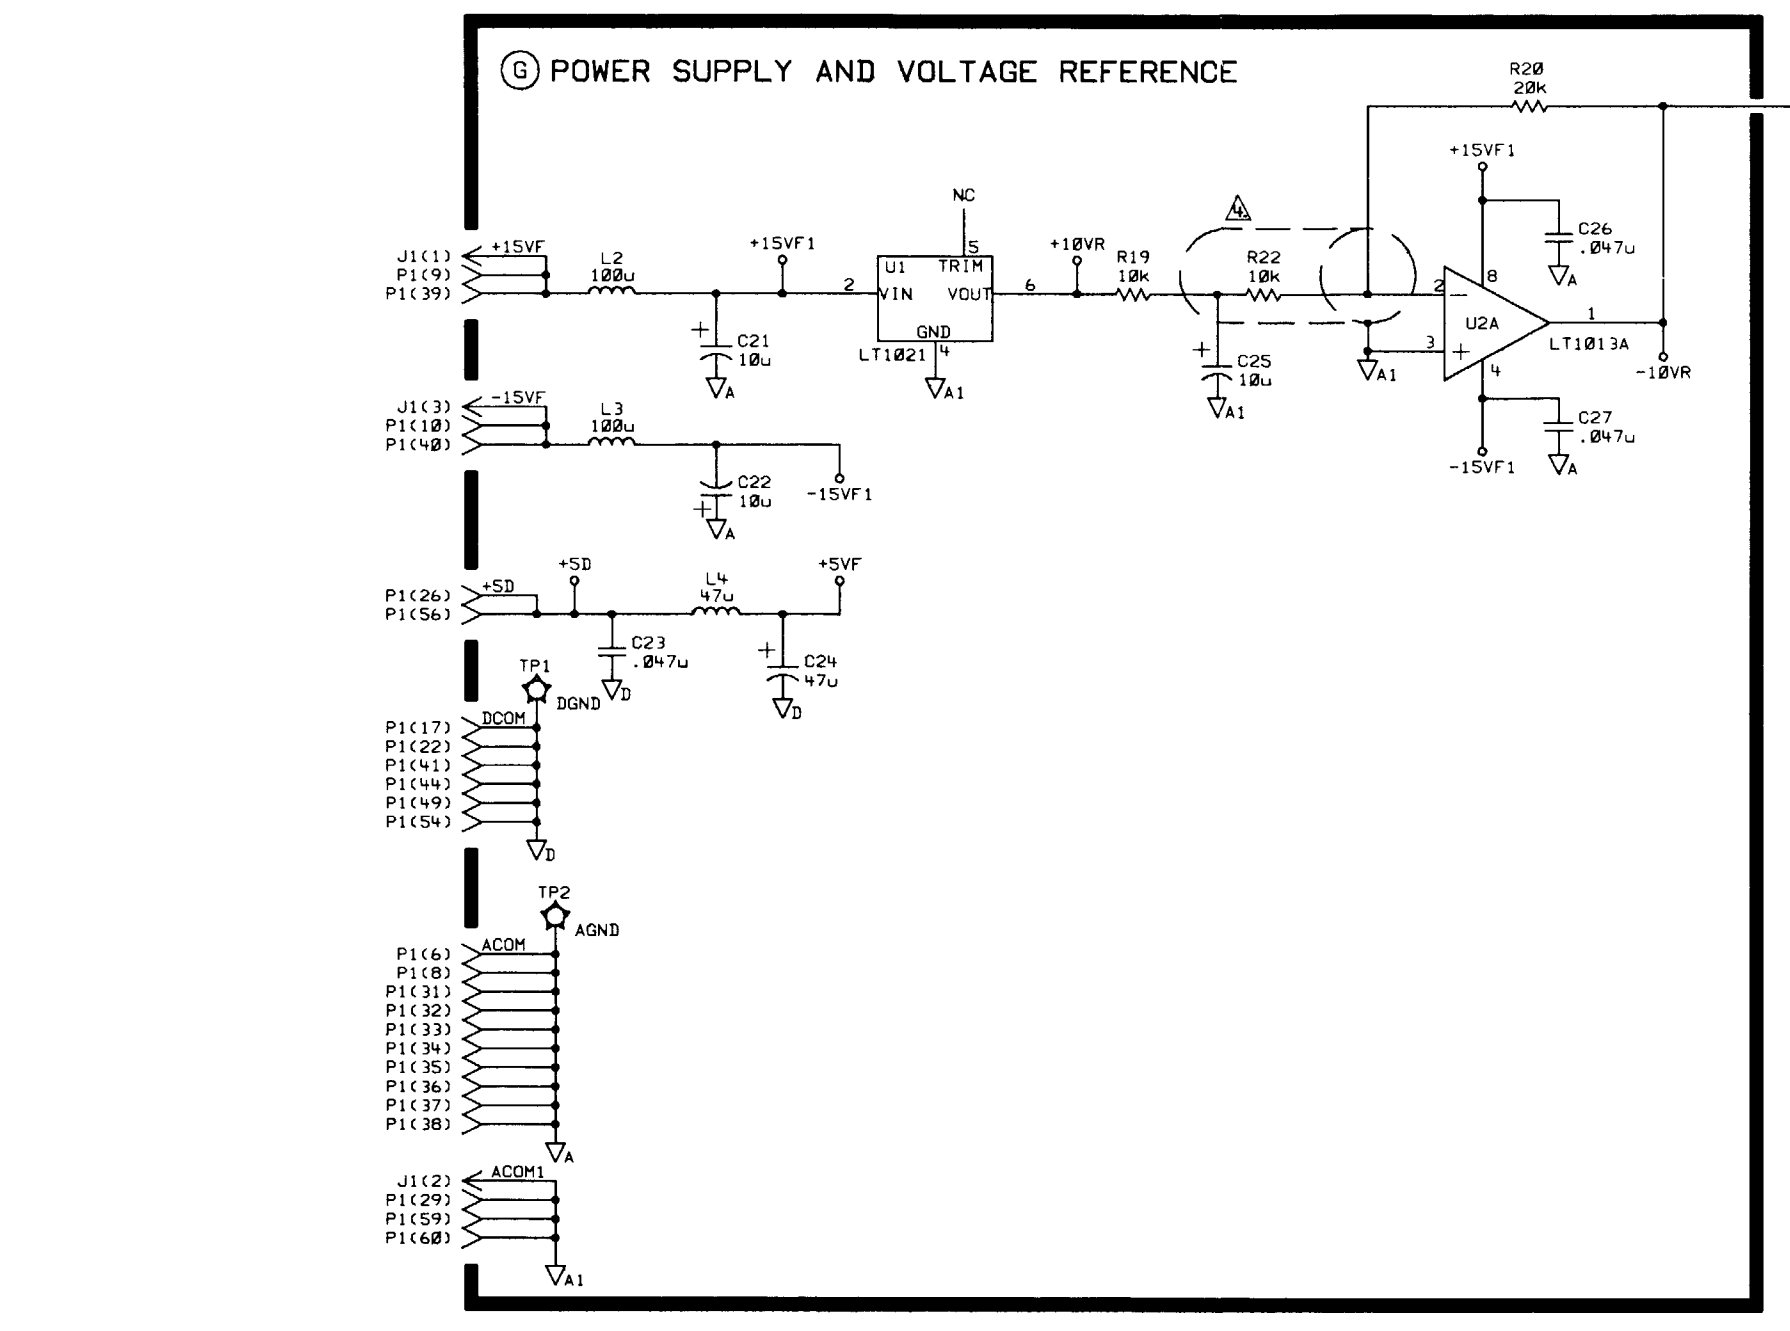 G POWER SUPPLY AND VOLTAGE REFERENCE
R20
20k
+15VF1
NC
4.
C26
.047u
A
J1(1) +15VF
P1(9)
P1(39)
L2
100u
+15VF1
2
U1
5
TRIM
VIN VOUT
GND
4
LT1021
A1
6
+10VR
R19
10k
R22
10k
2
8
U2A
3
4
1
LT1013A
-10VR
+
C21
10u
A
+
C25
10u
A1
A1
C27
.047u
A
-15VF1
J1(3) -15VF
P1(10)
P1(40)
L3
100u
C22
10u
+
A
-15VF1
P1(26) +5D
P1(56)
+5D
L4
47u
+5VF
C23
.047u
D
+
C24
47u
D
TP1
DGND
P1(17) DCOM
P1(22)
P1(41)
P1(44)
P1(49)
P1(54)
D
TP2
AGND
P1(6) ACOM
P1(8)
P1(31)
P1(32)
P1(33)
P1(34)
P1(35)
P1(36)
P1(37)
P1(38)
A
J1(2) ACOM1
P1(29)
P1(59)
P1(60)
A1